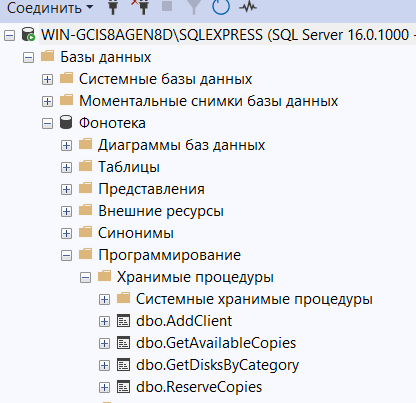 Соединить
WIN-GCIS8AGEN8D\SQLEXPRESS (SQL Server 16.0.1000 -
Базы данных
Системные базы данных
Моментальные снимки базы данных
Фонотека
Диаграммы баз данных
Таблицы
Представления
Внешние ресурсы
Синонимы
Программирование
Хранимые процедуры
Системные хранимые процедуры
dbo.AddClient
dbo.GetAvailableCopies
dbo.GetDisksByCategory
dbo.ReserveCopies